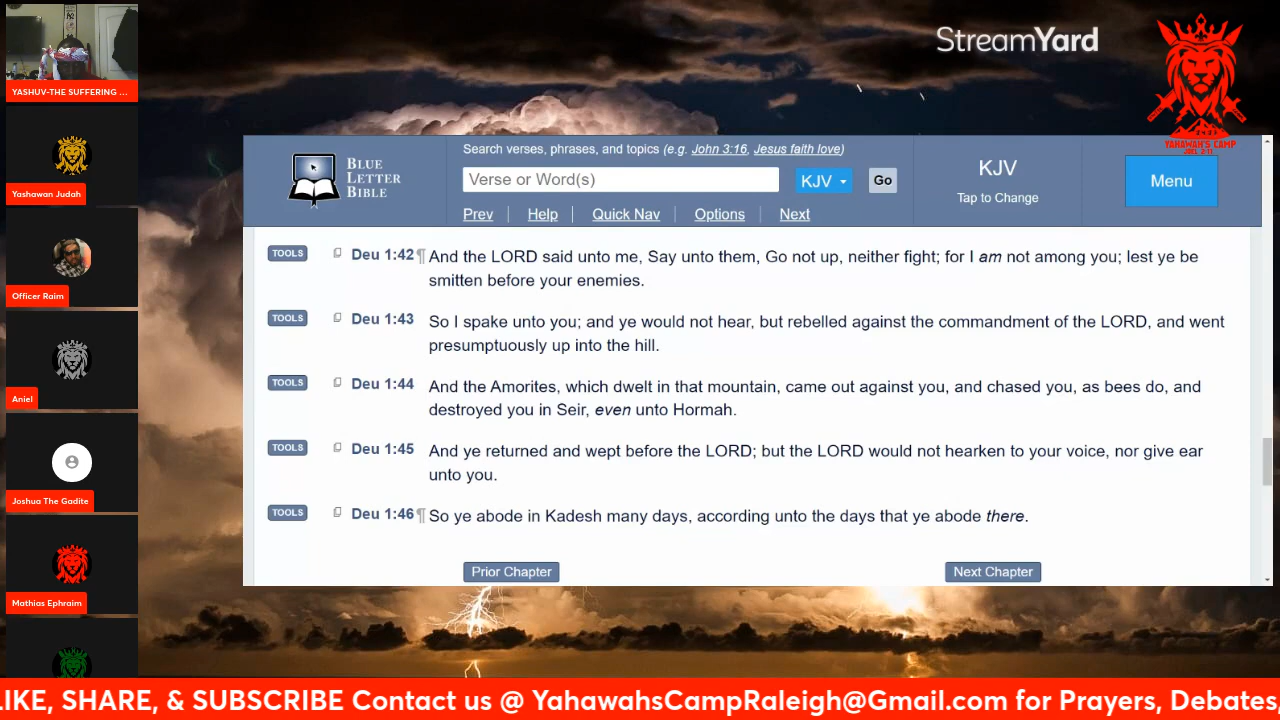 YASHUV-THE SUFFERING ...
Yashawan Judah
Officer Raim
Aniel
Joshua The Gadite
Mathias Ephraim
StreamYard
YAHAWAH'S CAMP
JOEL 2:11
BLUE
LETTER
BIBLE
Search verses, phrases, and topics (e.g. John 3:16, Jesus faith love)
Verse or Word(s)
KJV
Go
Prev
Help
Quick Nav
Options
Next
KJV
Tap to Change
Menu
TOOLS Deu 1:42 ¶ And the LORD said unto me, Say unto them, Go not up, neither fight; for I am not among you; lest ye be
smitten before your enemies.
TOOLS Deu 1:43 So I spake unto you; and ye would not hear, but rebelled against the commandment of the LORD, and went
presumptuously up into the hill.
TOOLS Deu 1:44 And the Amorites, which dwelt in that mountain, came out against you, and chased you, as bees do, and
destroyed you in Seir, even unto Hormah.
TOOLS Deu 1:45 And ye returned and wept before the LORD; but the LORD would not hearken to your voice, nor give ear
unto you.
TOOLS Deu 1:46 ¶ So ye abode in Kadesh many days, according unto the days that ye abode there.
Prior Chapter
Next Chapter
LIKE, SHARE, & SUBSCRIBE Contact us @ YahawahsCampRaleigh@Gmail.com for Prayers, Debates,